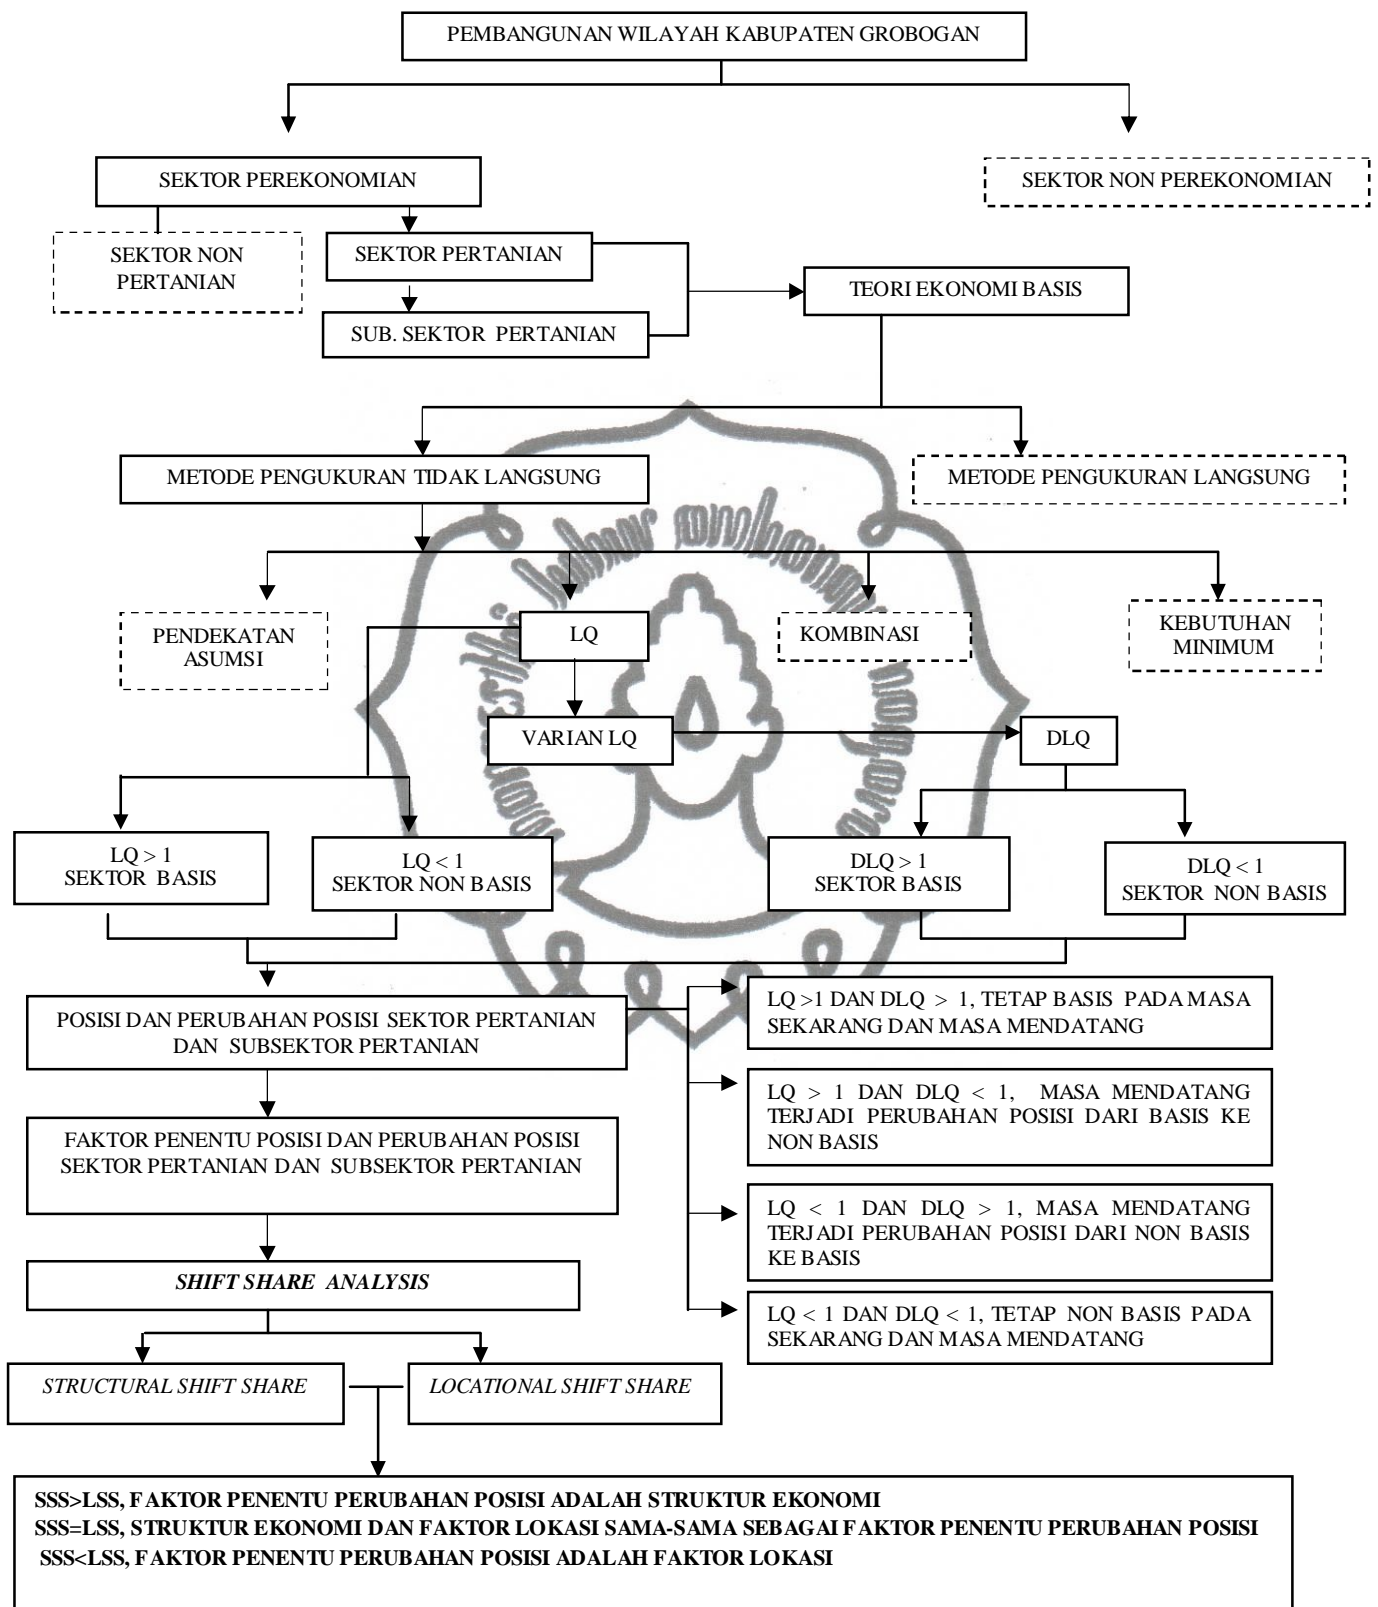 PEMBANGUNAN WILAYAH KABUPATEN GROBOGAN
SEKTOR PEREKONOMIAN
SEKTOR NON PEREKONOMIAN
SEKTOR NON
PERTANIAN
SEKTOR PERTANIAN
SUB. SEKTOR PERTANIAN
TEORI EKONOMI BASIS
METODE PENGUKURAN TIDAK LANGSUNG
METODE PENGUKURAN LANGSUNG
PENDEKATAN
ASUMSI
LQ
KOMBINASI
KEBUTUHAN
MINIMUM
VARIAN LQ
DLQ
LQ > 1
SEKTOR BASIS
LQ < 1
SEKTOR NON BASIS
DLQ > 1
SEKTOR BASIS
DLQ < 1
SEKTOR NON BASIS
POSISI DAN PERUBAHAN POSISI SEKTOR PERTANIAN
DAN SUBSEKTOR PERTANIAN
LQ >1 DAN DLQ > 1, TETAP BASIS PADA MASA
SEKARANG DAN MASA MENDATANG
LQ > 1 DAN DLQ < 1, MASA MENDATANG
TERJADI PERUBAHAN POSISI DARI BASIS KE
NON BASIS
FAKTOR PENENTU POSISI DAN PERUBAHAN POSISI
SEKTOR PERTANIAN DAN SUBSEKTOR PERTANIAN
LQ < 1 DAN DLQ > 1, MASA MENDATANG
TERJADI PERUBAHAN POSISI DARI NON BASIS
KE BASIS
SHIFT SHARE ANALYSIS
LQ < 1 DAN DLQ < 1, TETAP NON BASIS PADA
SEKARANG DAN MASA MENDATANG
STRUCTURAL SHIFT SHARE
LOCATIONAL SHIFT SHARE
SSS>LSS, FAKTOR PENENTU PERUBAHAN POSISI ADALAH STRUKTUR EKONOMI
SSS=LSS, STRUKTUR EKONOMI DAN FAKTOR LOKASI SAMA-SAMA SEBAGAI FAKTOR PENENTU PERUBAHAN POSISI
SSS<LSS, FAKTOR PENENTU PERUBAHAN POSISI ADALAH FAKTOR LOKASI